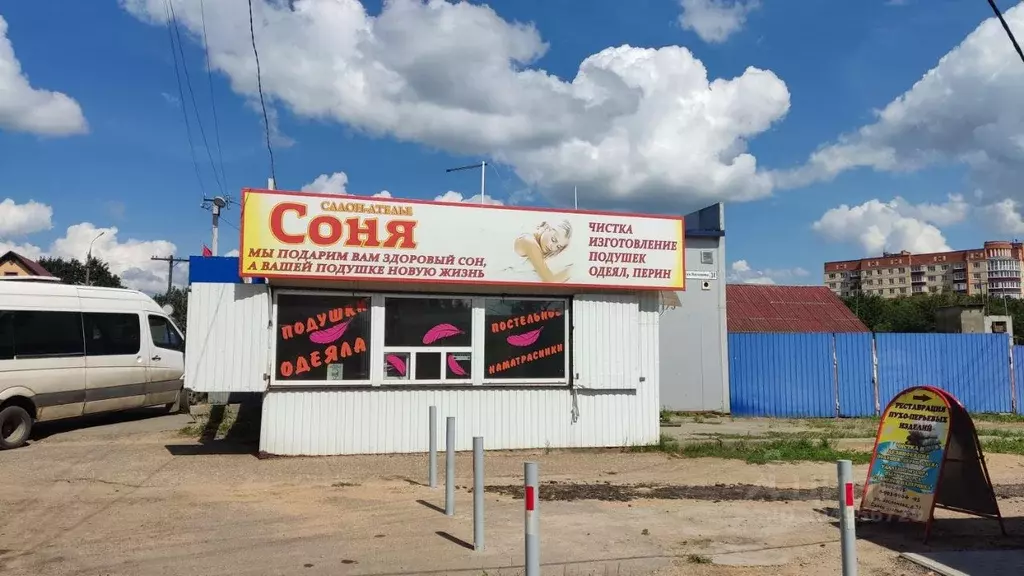 САЛОН-АТЕЛЬЕ
СОНЯ
МЫ ПОДАРИМ ВАМ ЗДОРОВЫЙ СОН,
А ВАШЕЙ ПОДУШКЕ НОВУЮ ЖИЗНЬ
ЧИСТКА
ИЗГОТОВЛЕНИЕ
ПОДУШЕК
ОДЕЯЛ, ПЕРИН
ПОДУШКИ
ОДЕЯЛА
ПОСТЕЛЬНОЕ
НАМАТРАСНИКИ
РЕСТАВРАЦИЯ
ПУХО-ПЕРЬЕВЫХ
ИЗДЕЛИЙ